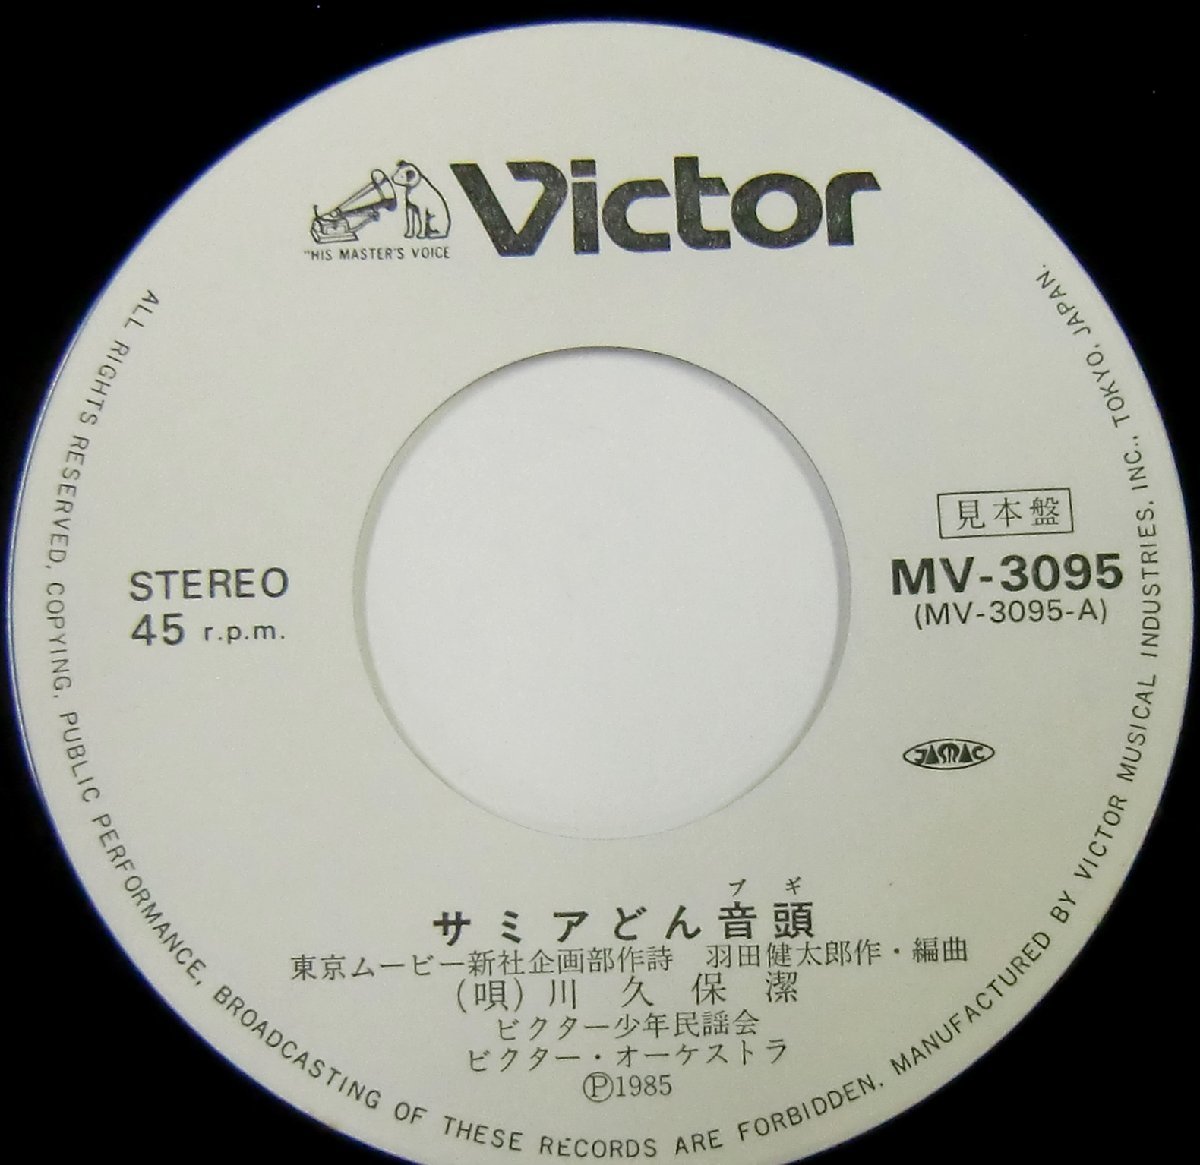 Victor
"HIS MASTER'S VOICE
STEREO
45 r.p.m.
見本盤
MV-3095
(MV-3095-A)
JASRAC
ブギ
サミアどん音頭
東京ムービー新社企画部作詩 羽田健太郎作・編曲
(唄) 川久保潔
ビクター少年民謡会
ビクター・オーケストラ
Ⓟ1985
ALL RIGHTS RESERVED, COPYING, PUBLIC PERFORMANCE, BROADCASTING OF THESE RECORDS ARE FORBIDDEN. MANUFACTURED BY VICTOR MUSICAL INDUSTRIES, INC., TOKYO, JAPAN.